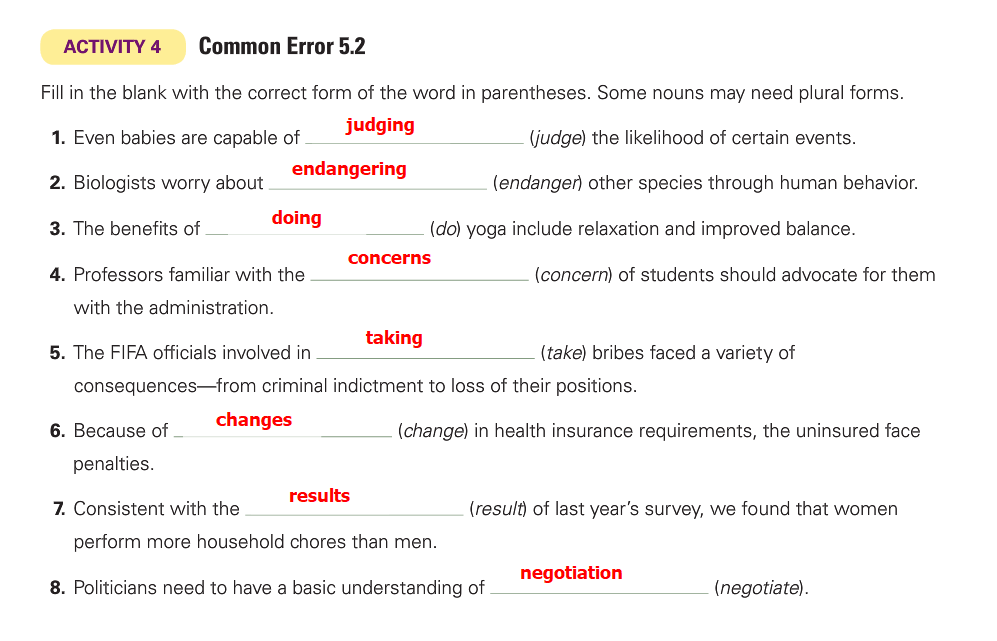 ACTIVITY 4 Common Error 5.2
Fill in the blank with the correct form of the word in parentheses. Some nouns may need plural forms.
1. Even babies are capable of judging (judge) the likelihood of certain events.
2. Biologists worry about endangering (endanger) other species through human behavior.
3. The benefits of doing (do) yoga include relaxation and improved balance.
4. Professors familiar with the concerns (concern) of students should advocate for them
with the administration.
5. The FIFA officials involved in taking (take) bribes faced a variety of
consequences—from criminal indictment to loss of their positions.
6. Because of changes (change) in health insurance requirements, the uninsured face
penalties.
7. Consistent with the results (result) of last year's survey, we found that women
perform more household chores than men.
8. Politicians need to have a basic understanding of negotiation (negotiate).